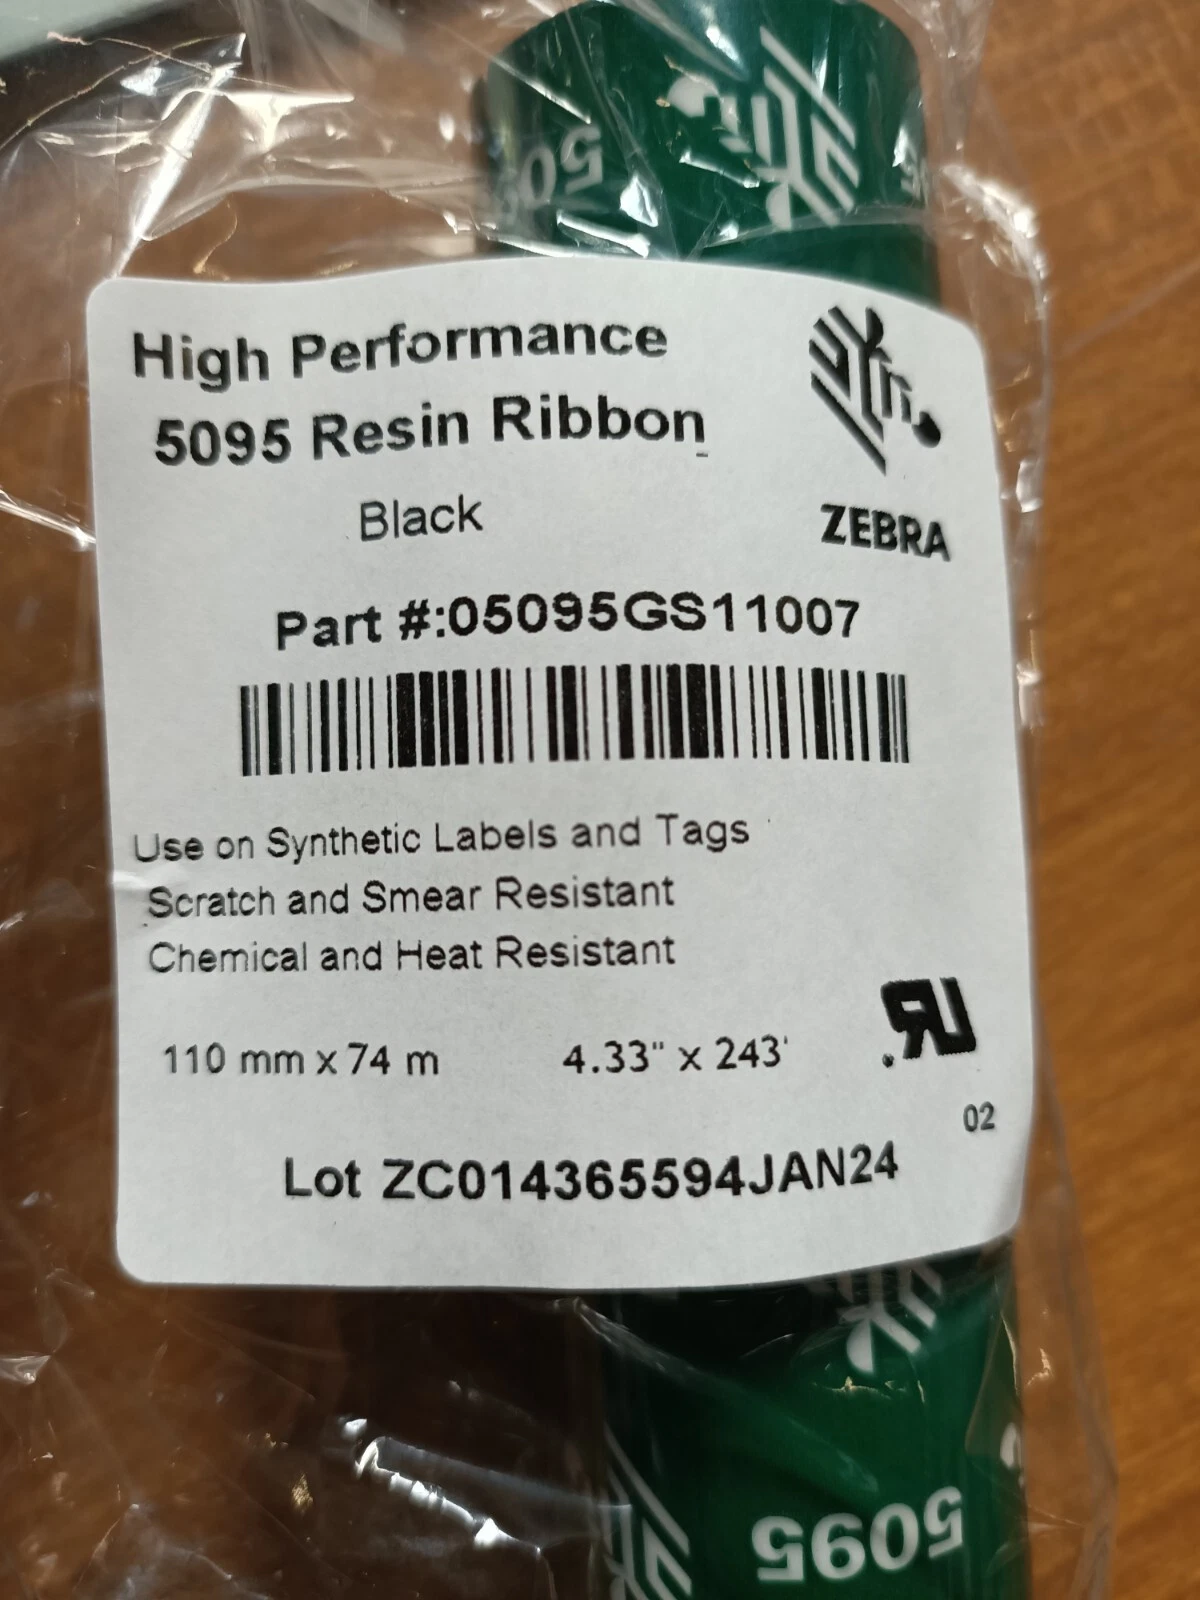 5095
High Performance
5095 Resin Ribbon
Black
ZEBRA
Part #:05095GS11007
Use on Synthetic Labels and Tags
Scratch and Smear Resistant
Chemical and Heat Resistant
110 mm x 74 m 4.33" x 243'
02
Lot ZC014365594JAN24
5095